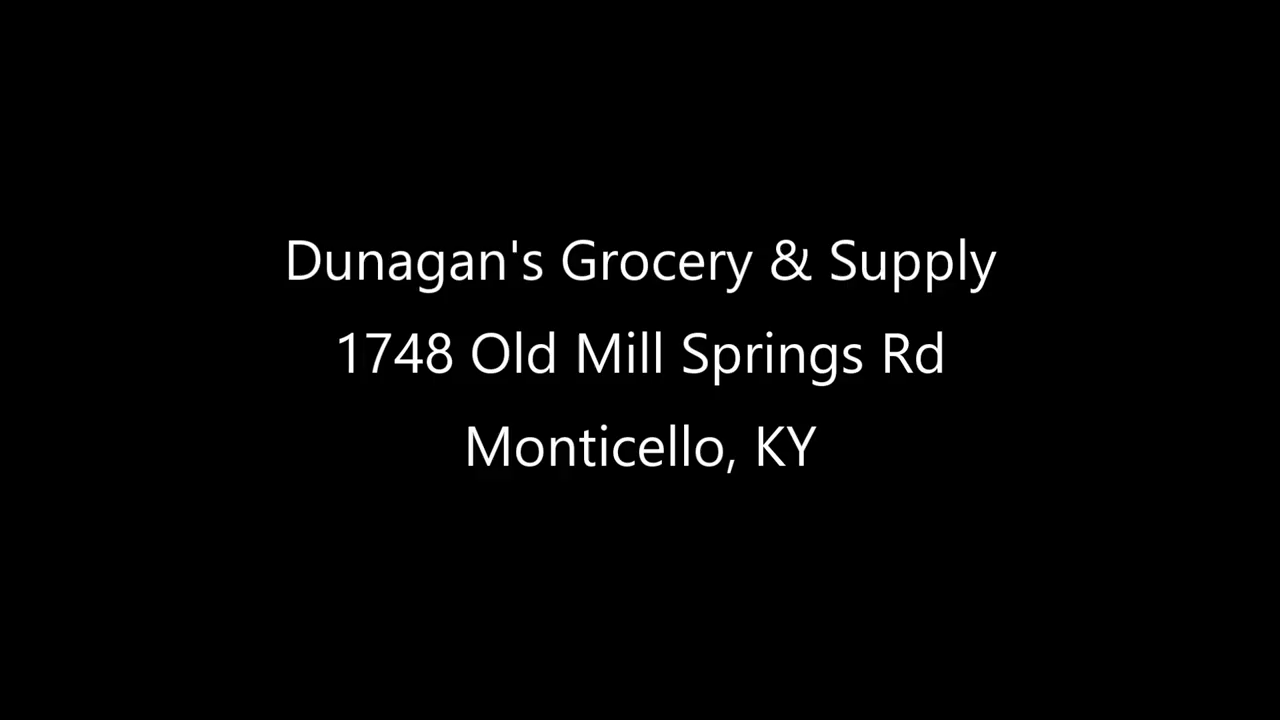 Dunagan's Grocery & Supply
1748 Old Mill Springs Rd
Monticello, KY